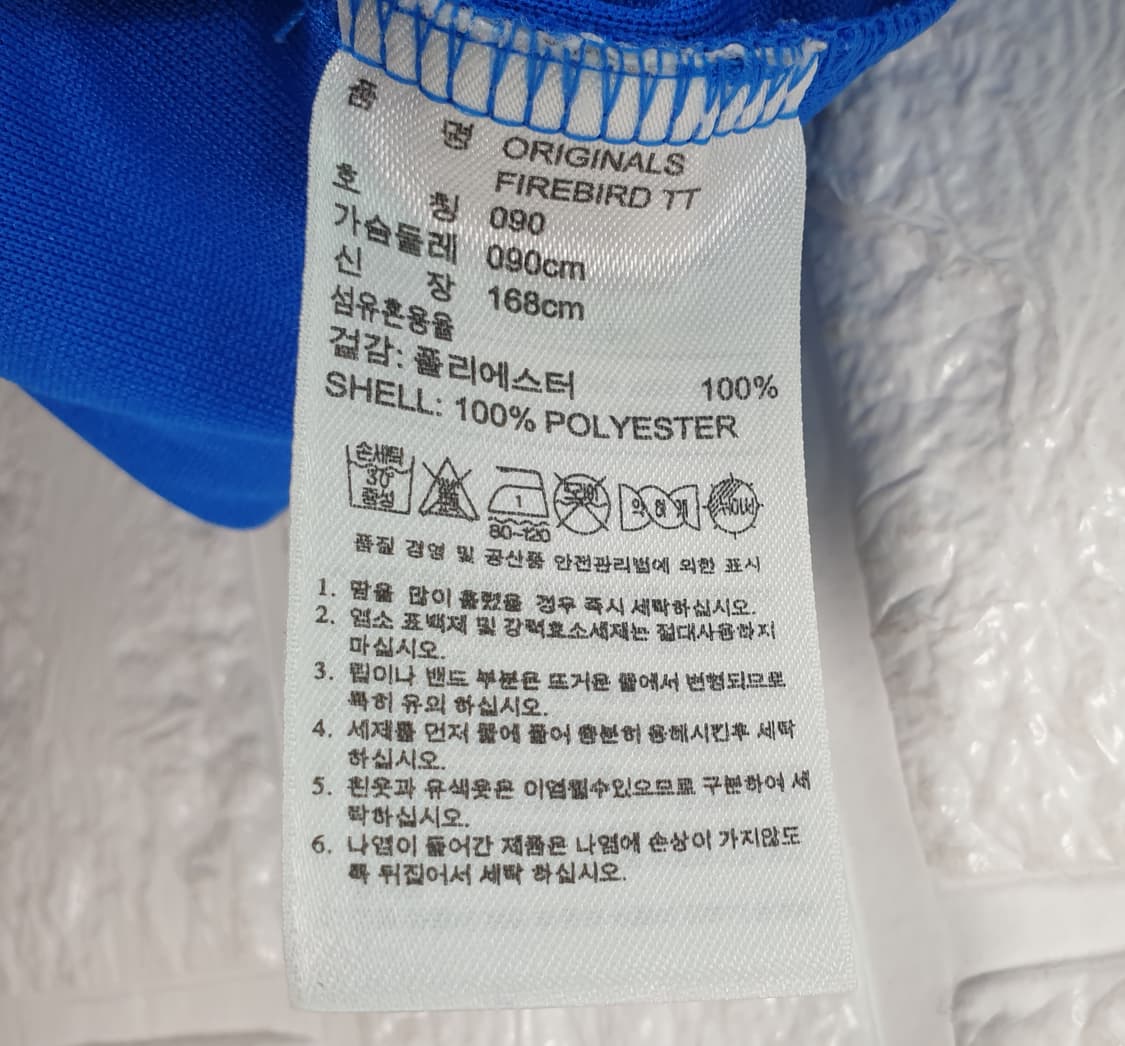 품 명 ORIGINALS
FIREBIRD TT
호 칭 090
가슴둘레 090cm
신 장 168cm
섬유혼용율
겉감: 폴리에스터 100%
SHELL: 100% POLYESTER
손세탁 30° 중성
1
80~120
약하게
품질 경영 및 공산품 안전관리법에 의한 표시
1. 땀을 많이 흘렸을 경우 즉시 세탁하십시오.
2. 염소 표백제 및 강력효소세제는 절대사용하지
마십시오.
3. 립이나 밴드 부분은 뜨거운 물에서 변형되므로
특히 유의 하십시오.
4. 세제를 먼저 물에 풀어 충분히 용해시킨후 세탁
하십시오.
5. 흰옷과 유색옷은 이염될수있으므로 구분하여 세
탁하십시오.
6. 나염이 들어간 제품은 나염에 손상이 가지않도
록 뒤집어서 세탁 하십시오.